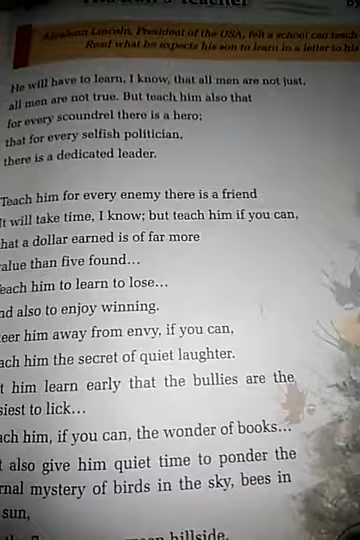 Teacher
by
Abraham Lincoln, President of the USA, felt a school can teach
Read what he expects his son to learn in a letter to his
He will have to learn, I know, that all men are not just,
all men are not true. But teach him also that
for every scoundrel there is a hero;
that for every selfish politician,
there is a dedicated leader.
Teach him for every enemy there is a friend
It will take time, I know; but teach him if you can,
hat a dollar earned is of far more
alue than five found...
each him to learn to lose...
nd also to enjoy winning.
eer him away from envy, if you can,
ach him the secret of quiet laughter.
t him learn early that the bullies are the
siest to lick...
ach him, if you can, the wonder of books...
t also give him quiet time to ponder the
rnal mystery of birds in the sky, bees in
sun,
hillside.